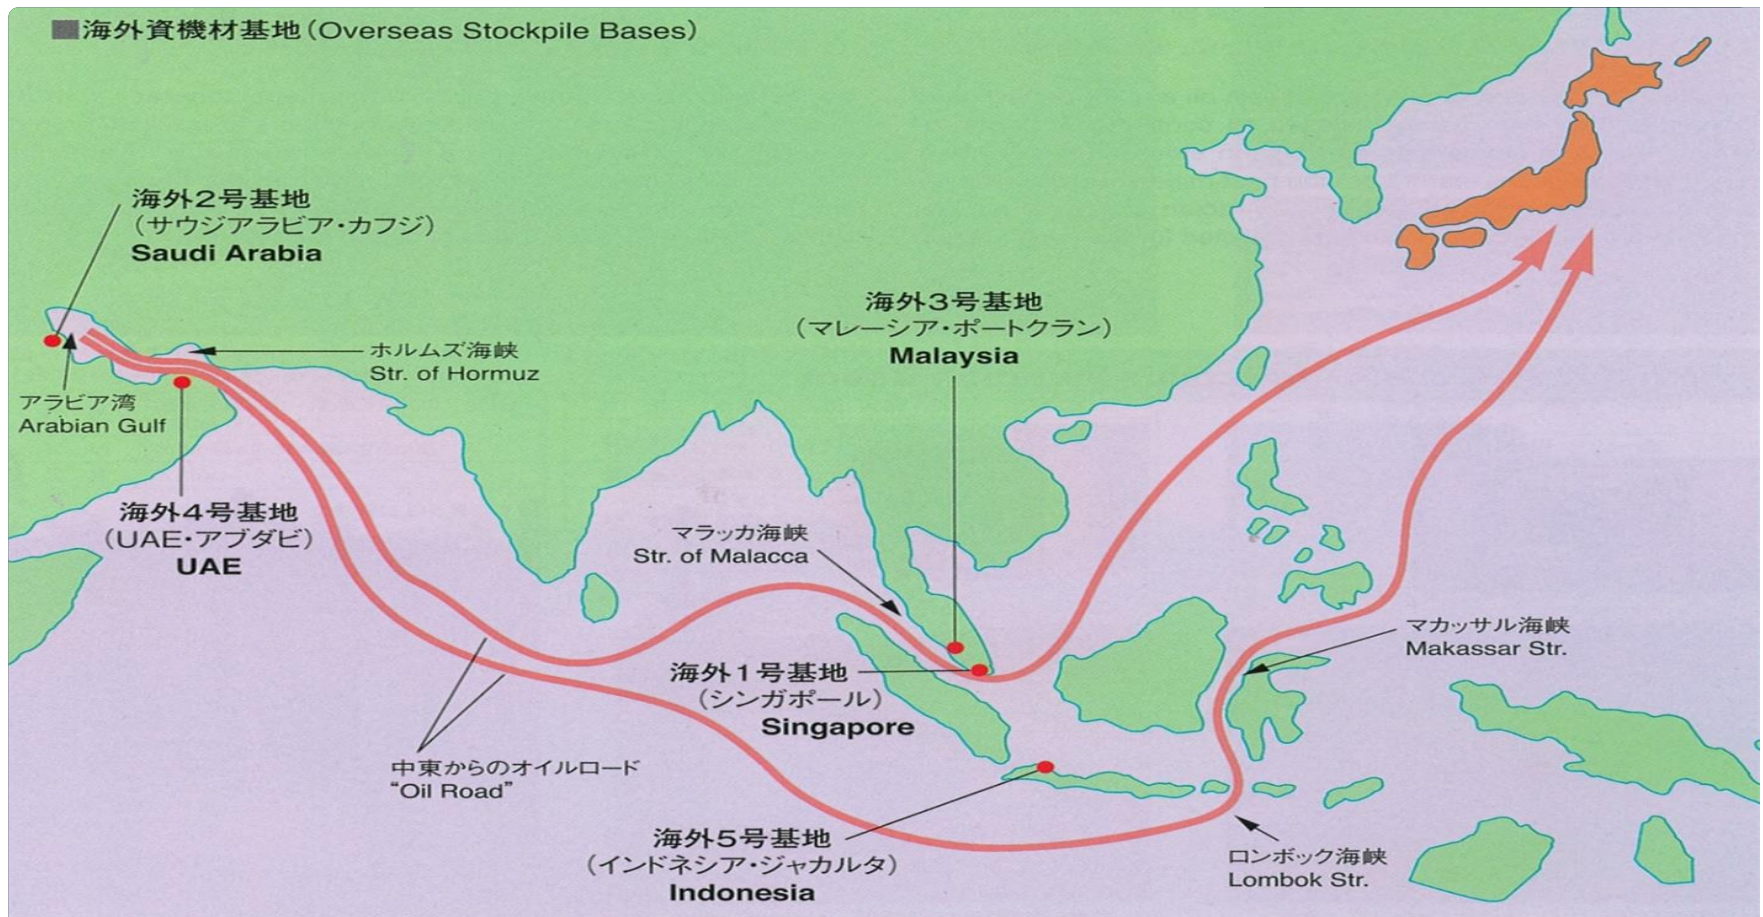 ■海外資機材基地(Overseas Stockpile Bases)
海外2号基地
(サウジアラビア・カフジ)
Saudi Arabia
海外3号基地
(マレーシア・ポートクラン)
Malaysia
ホルムズ海峡
Str. of Hormuz
アラビア湾
Arabian Gulf
海外4号基地
(UAE・アブダビ)
UAE
マラッカ海峡
Str. of Malacca
マカッサル海峡
Makassar Str.
海外1号基地
(シンガポール)
Singapore
中東からのオイルロード
“Oil Road”
海外5号基地
(インドネシア・ジャカルタ)
Indonesia
ロンボック海峡
Lombok Str.